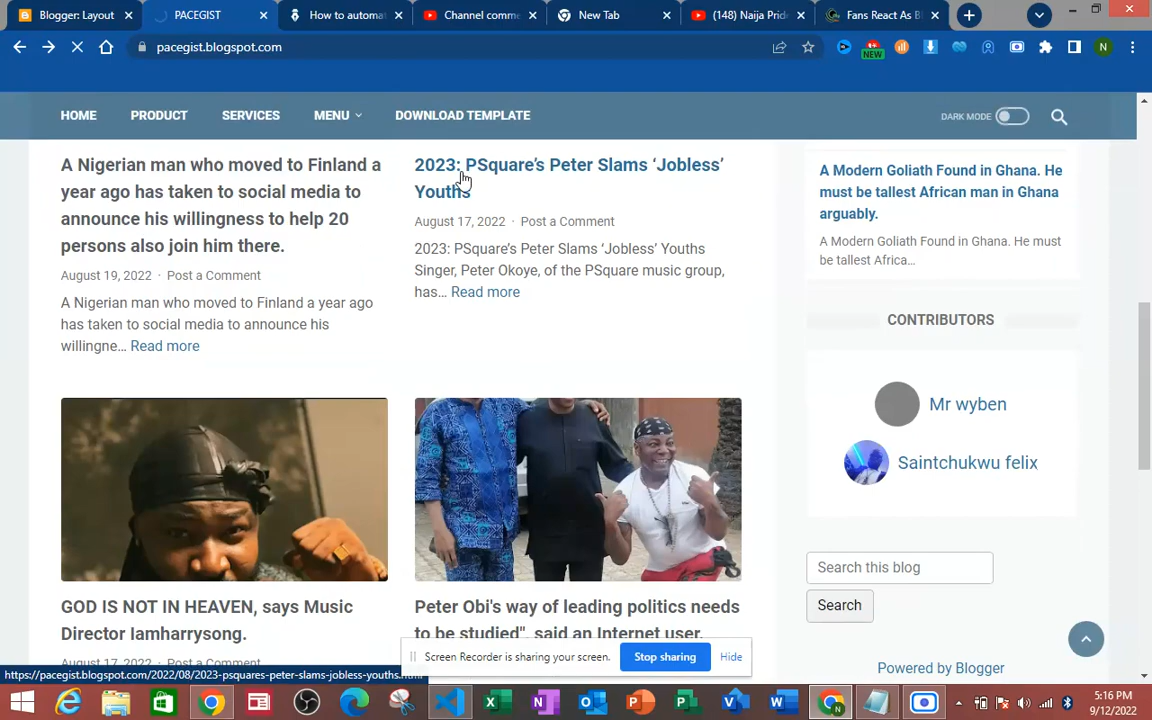 Blogger: Layout
PACEGIST
How to automa
Channel comme
New Tab
(148) Naija Prid
Fans React As B
pacegist.blogspot.com
NEW
N
HOME
PRODUCT
SERVICES
MENU
DOWNLOAD TEMPLATE
DARK MODE
A Nigerian man who moved to Finland a
year ago has taken to social media to
announce his willingness to help 20
persons also join him there.
August 19, 2022 · Post a Comment
A Nigerian man who moved to Finland a year ago
has taken to social media to announce his
willingne… Read more
2023: PSquare’s Peter Slams ‘Jobless’
Youths
August 17, 2022 · Post a Comment
2023: PSquare’s Peter Slams ‘Jobless’ Youths
Singer, Peter Okoye, of the PSquare music group,
has… Read more
A Modern Goliath Found in Ghana. He
must be tallest African man in Ghana
arguably.
A Modern Goliath Found in Ghana. He must
be tallest Africa…
CONTRIBUTORS
Mr wyben
Saintchukwu felix
Search this blog
Search
Powered by Blogger
GOD IS NOT IN HEAVEN, says Music
Director Iamharrysong.
August 17, 2022 · Post a Comment
Peter Obi's way of leading politics needs
to be studied", said an Internet user.
Screen Recorder is sharing your screen.
Stop sharing
Hide
https://pacegist.blogspot.com/2022/08/2023-psquares-peter-slams-jobless-youths.html
5:16 PM
9/12/2022